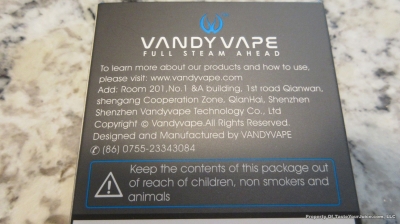 VANDYVAPE
FULL STEAM AHEAD
To learn more about our products and how to use,
please visit: www.vandyvape.com
Add: Room 201,No.1 &A building, 1st road Qianwan,
shengang Cooperation Zone, QianHai, Shenzhen
Shenzhen Vandyvape Technology Co., Ltd
Copyright © Vandyvape.All Rights Reserved.
Designed and Manufactured by VANDYVAPE
✆ (86) 0755-23343084
Keep the contents of this package out
of reach of children, non smokers and
animals